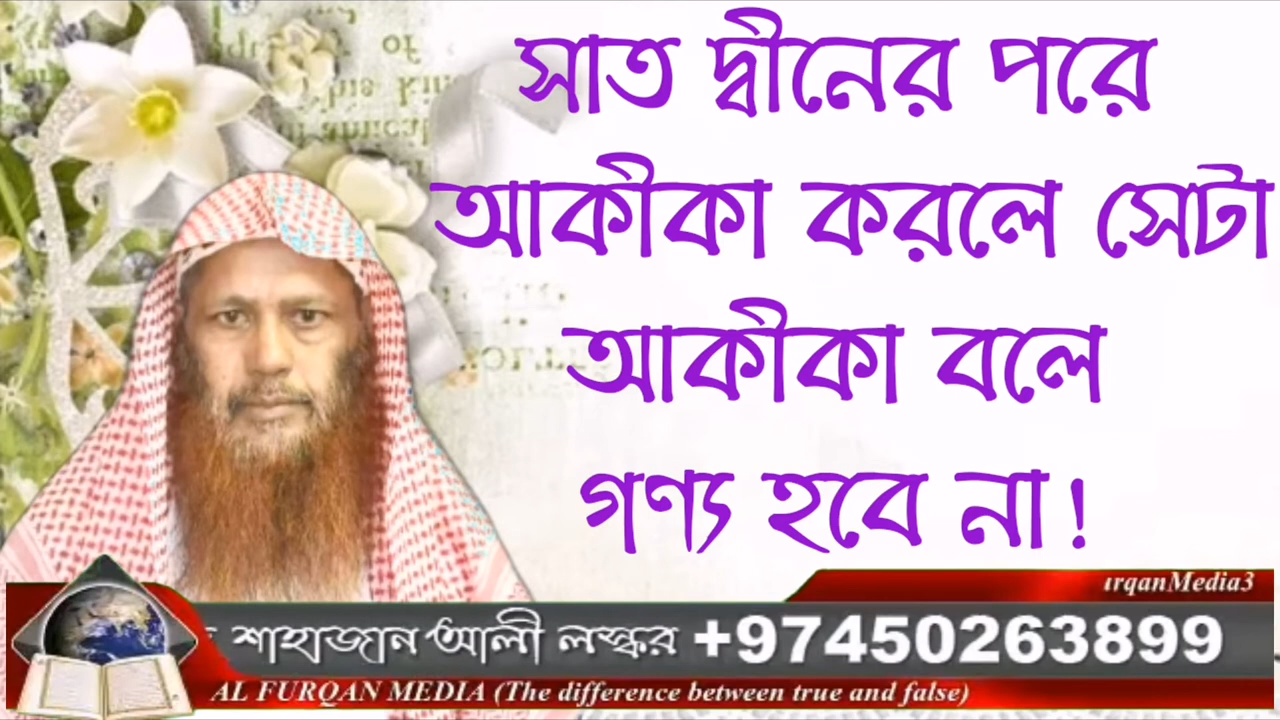 সাত দ্বীনের পরে
আকীকা করলে সেটা
আকীকা বলে
গণ্য হবে না!
rqanMedia3
শাহাজান আলী লস্কর +97450263899
AL FURQAN MEDIA (The difference between true and false)